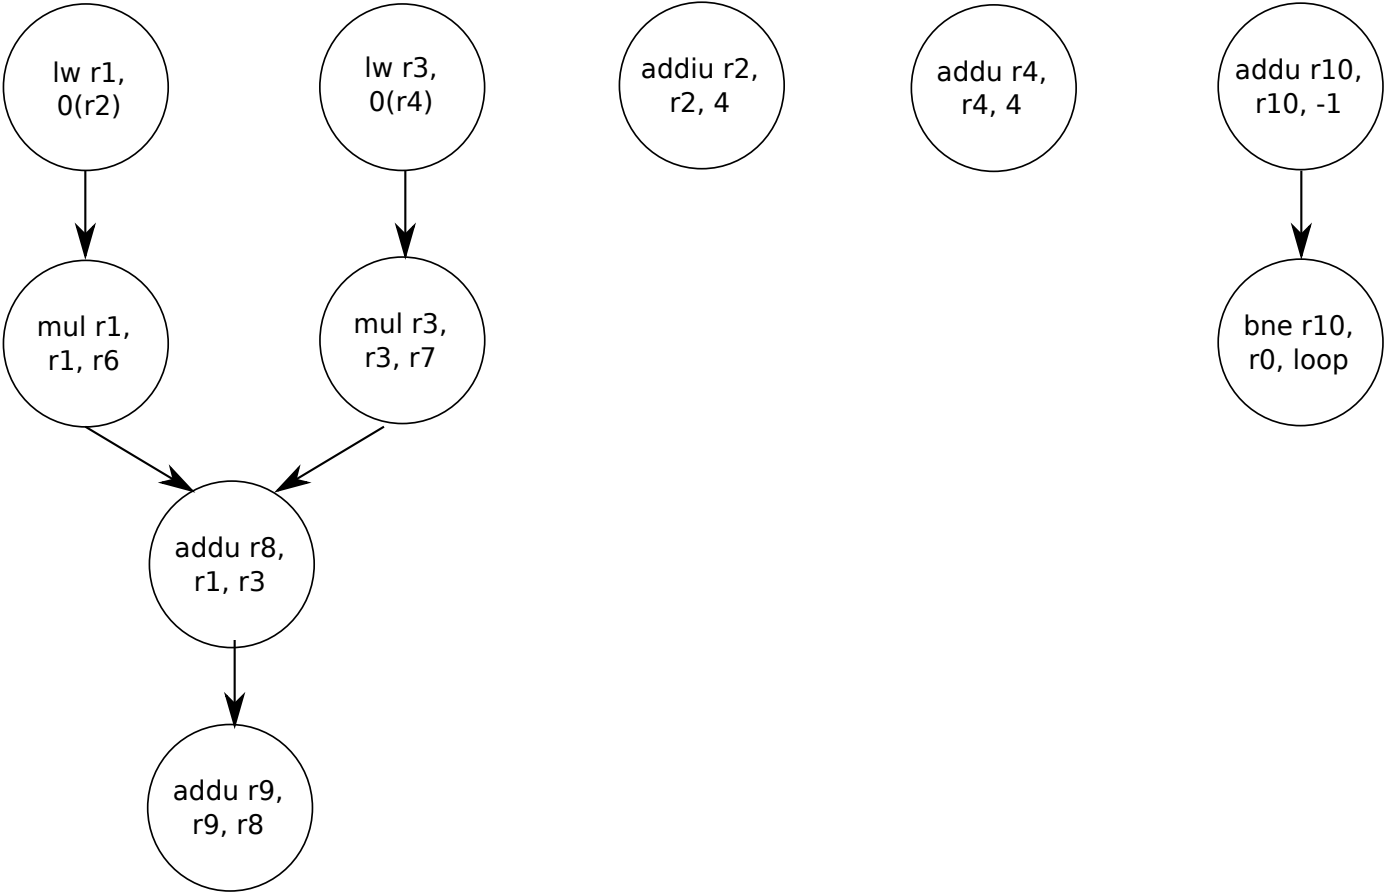 lw r1,
0(r2)
lw r3,
0(r4)
addiu r2,
r2, 4
addu r4,
r4, 4
addu r10,
r10, -1
mul r1,
r1, r6
mul r3,
r3, r7
bne r10,
r0, loop
addu r8,
r1, r3
addu r9,
r9, r8